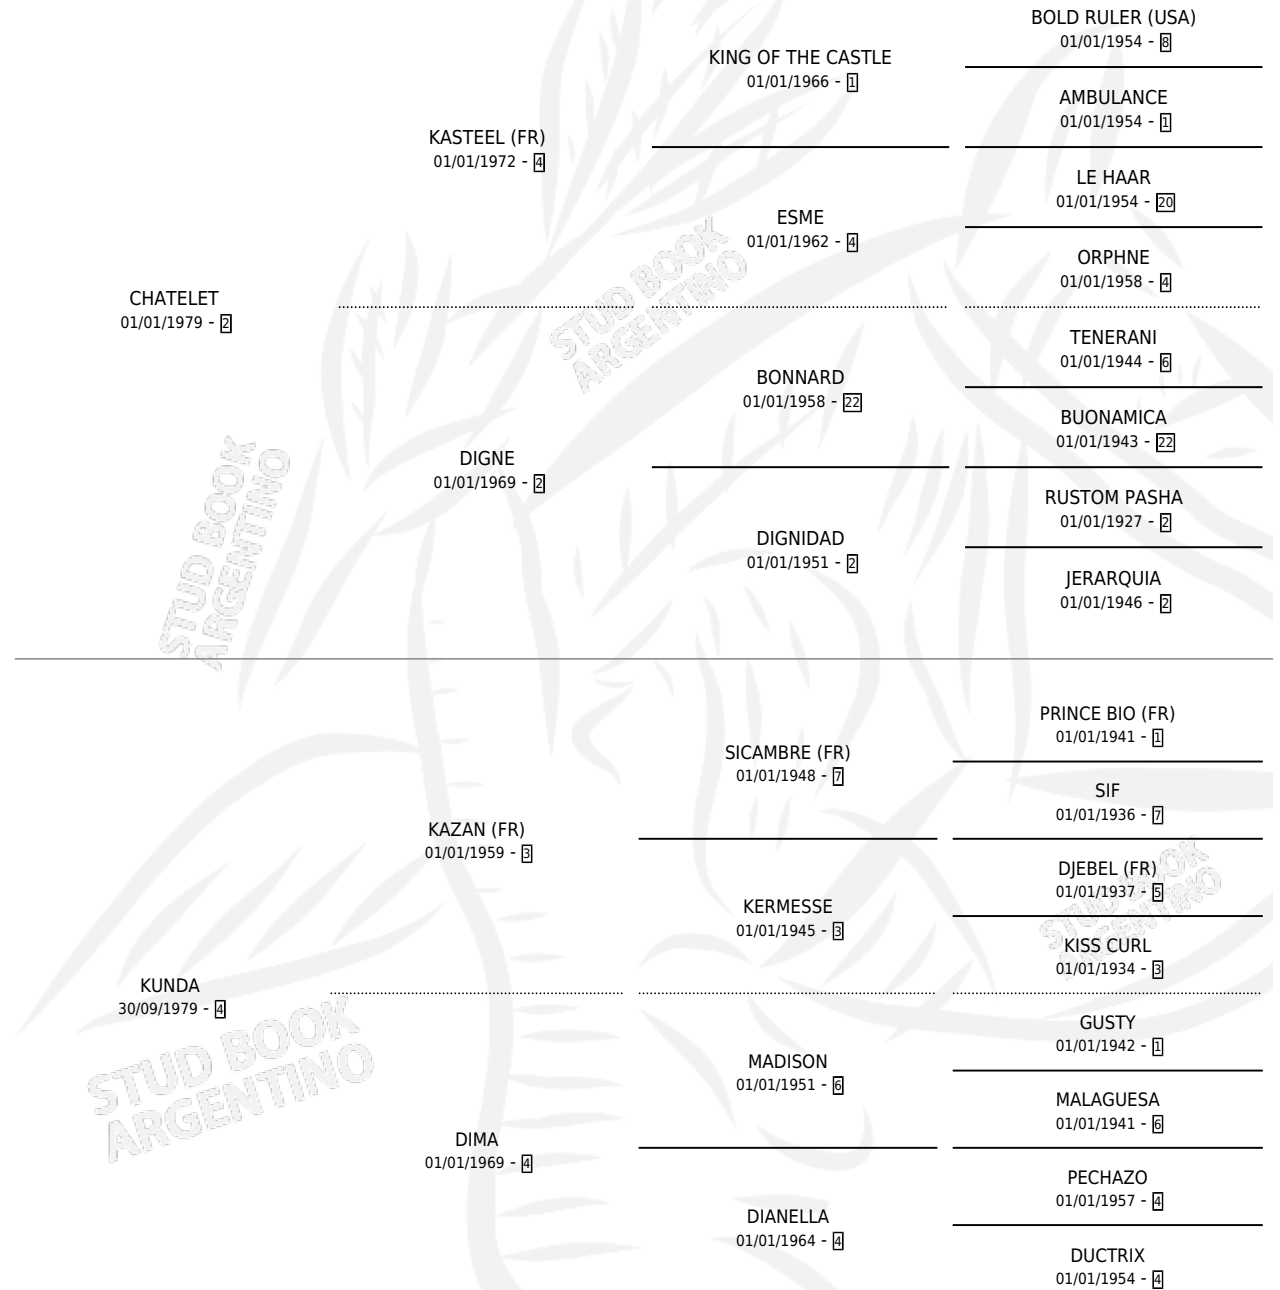 BOLD RULER (USA)
01/01/1954 - 8
KING OF THE CASTLE
01/01/1966 - 1
AMBULANCE
01/01/1954 - 1
KASTEEL (FR)
01/01/1972 - 4
LE HAAR
01/01/1954 - 20
ESME
01/01/1962 - 4
ORPHNE
01/01/1958 - 4
CHATELET
01/01/1979 - 2
STUD BOOK
ARGENTINO
TENERANI
01/01/1944 - 6
BONNARD
01/01/1958 - 22
BUONAMICA
01/01/1943 - 22
DIGNE
01/01/1969 - 2
RUSTOM PASHA
01/01/1927 - 2
DIGNIDAD
01/01/1951 - 2
JERARQUIA
01/01/1946 - 2
STUD BOOK
ARGENTINO
PRINCE BIO (FR)
01/01/1941 - 1
SICAMBRE (FR)
01/01/1948 - 7
SIF
01/01/1936 - 7
KAZAN (FR)
01/01/1959 - 3
DJEBEL (FR)
01/01/1937 - 5
KERMESSE
01/01/1945 - 3
STUD BOOK
ARGENTINO
KISS CURL
01/01/1934 - 3
KUNDA
30/09/1979 - 4
GUSTY
01/01/1942 - 1
MADISON
01/01/1951 - 6
STUD BOOK
ARGENTINO
MALAGUESA
01/01/1941 - 6
DIMA
01/01/1969 - 4
PECHAZO
01/01/1957 - 4
DIANELLA
01/01/1964 - 4
DUCTRIX
01/01/1954 - 4